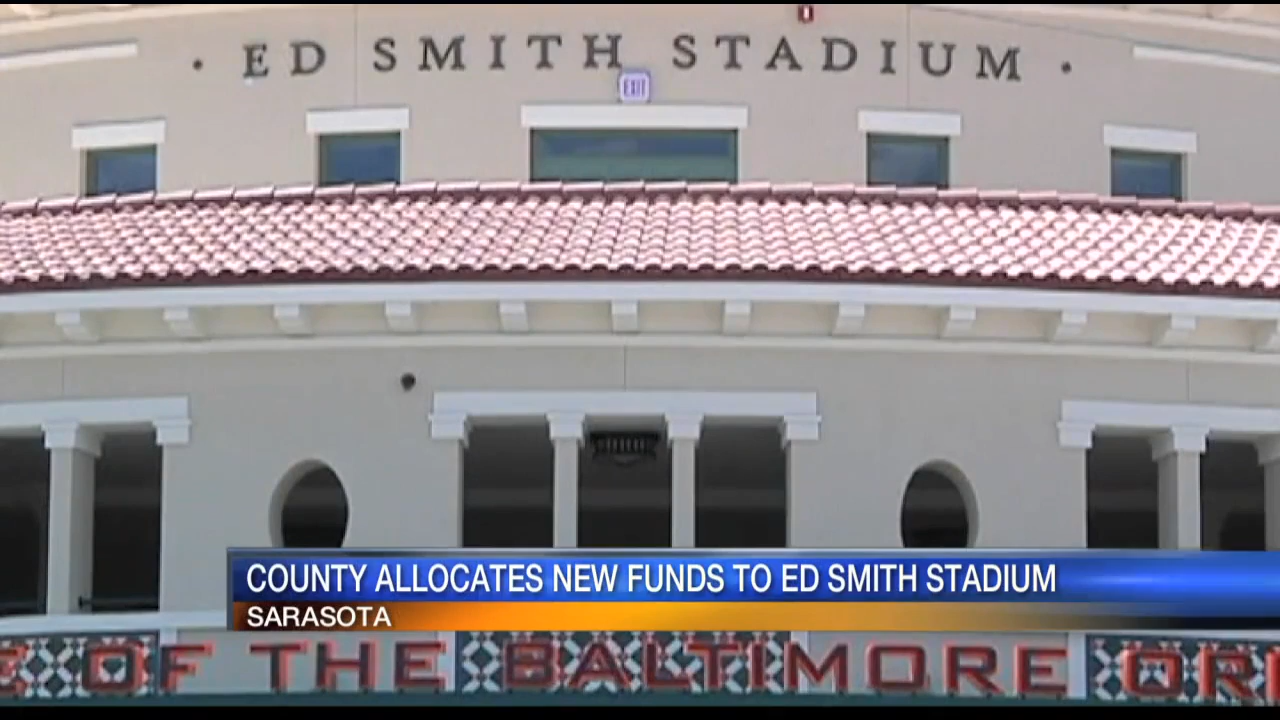 · ED SMITH STADIUM ·
EXIT
COUNTY ALLOCATES NEW FUNDS TO ED SMITH STADIUM
SARASOTA
OF THE BALTIMORE